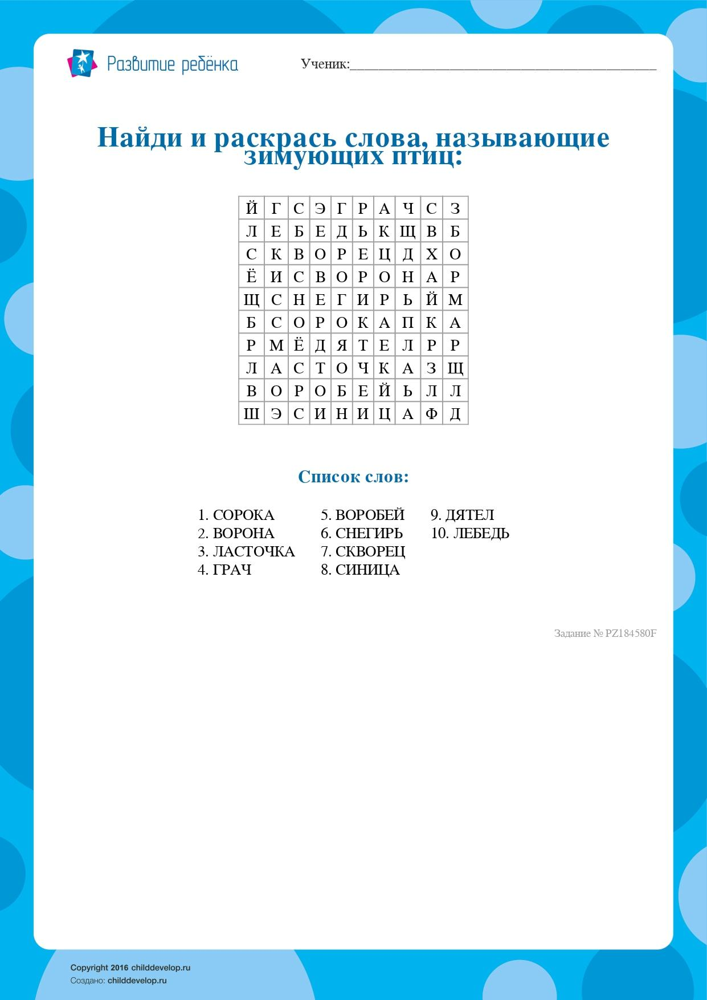 Развитие ребёнка
Ученик:___________________________________________
Найди и раскрась слова, называющие
зимующих птиц:
Й Г С Э Г Р А Ч С З
Л Е Б Е Д Ь К Щ В Б
С К В О Р Е Ц Д Х О
Ё И С В О Р О Н А Р
Щ С Н Е Г И Р Ь Й М
Б С О Р О К А П К А
Р М Ё Д Я Т Е Л Р Р
Л А С Т О Ч К А З Щ
В О Р О Б Е Й Ь Л Л
Ш Э С И Н И Ц А Ф Д
Список слов:
1. СОРОКА
2. ВОРОНА
3. ЛАСТОЧКА
4. ГРАЧ
5. ВОРОБЕЙ
6. СНЕГИРЬ
7. СКВОРЕЦ
8. СИНИЦА
9. ДЯТЕЛ
10. ЛЕБЕДЬ
Задание № PZ184580F
Copyright 2016 childdevelop.ru
Создано: childdevelop.ru